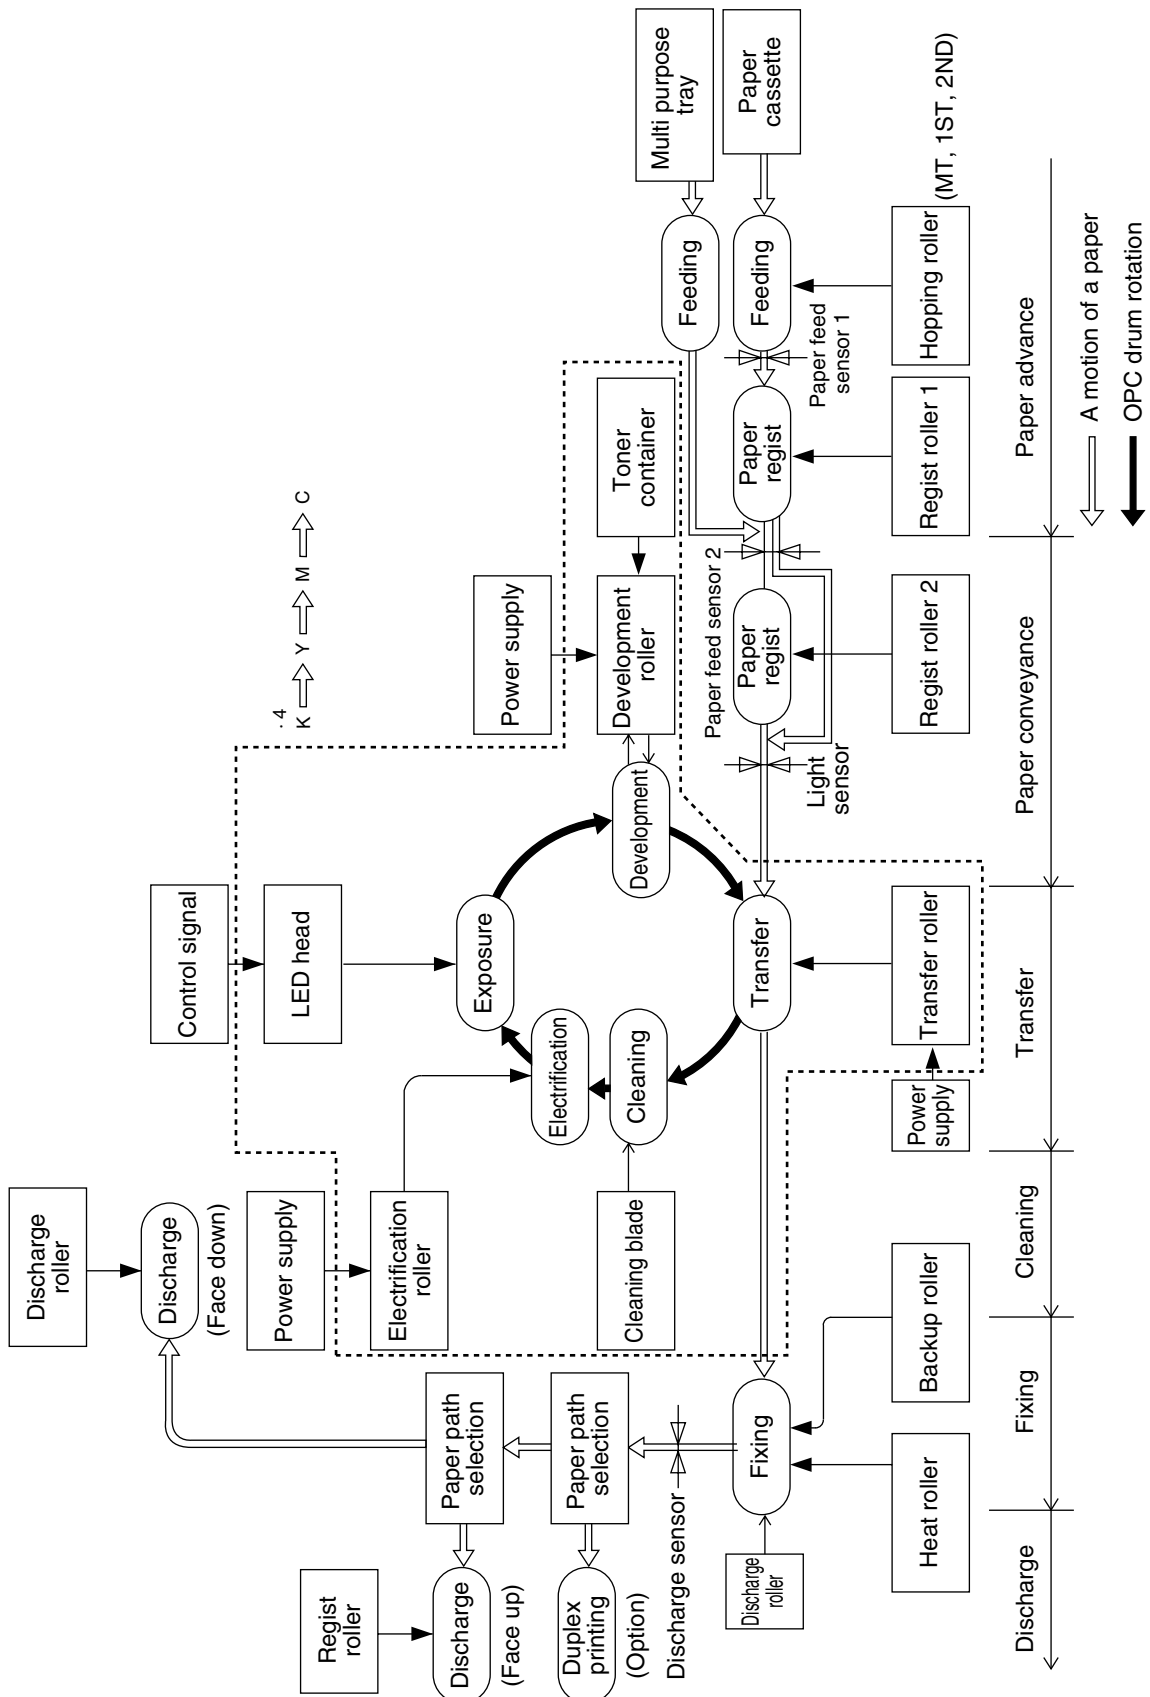 Discharge
roller
Discharge
(Face down)
Power supply
Electrification
roller
Control signal
LED head
Exposure
Electrification
Cleaning
Cleaning blade
·4
K
Y
M
C
Power supply
Development
roller
Toner
container
Development
Transfer
Multi purpose
tray
Paper
cassette
Feeding
Feeding
Paper feed
sensor 1
Paper
regist
Paper feed sensor 2
Paper
regist
Light
sensor
Regist
roller
Discharge
(Face up)
Paper path
selection
Paper path
selection
Duplex
printing
(Option)
Discharge sensor
Fixing
Discharge
roller
Heat roller
Backup roller
Power
supply
Transfer roller
Regist roller 2
Regist roller 1
Hopping roller
(MT, 1ST, 2ND)
Discharge
Fixing
Cleaning
Transfer
Paper conveyance
Paper advance
A motion of a paper
OPC drum rotation